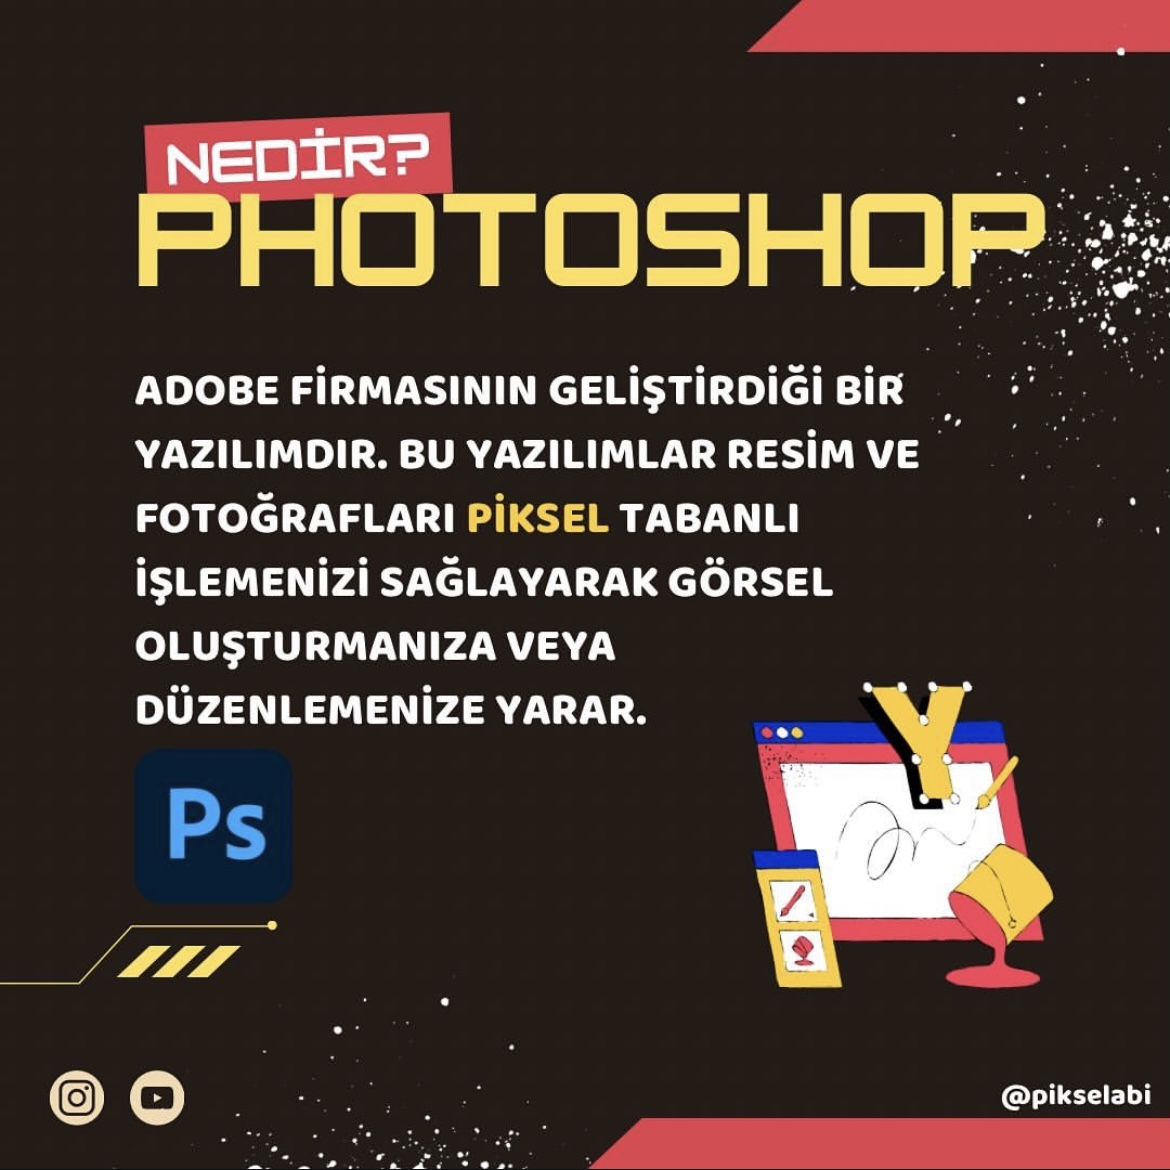 NEDİR?
PHOTOSHOP
ADOBE FİRMASININ GELİŞTİRDİĞİ BİR
YAZILIMDIR. BU YAZILIMLAR RESİM VE
FOTOĞRAFLARI PİKSEL TABANLI
İŞLEMENİZİ SAĞLAYARAK GÖRSEL
OLUŞTURMANIZA VEYA
DÜZENLEMENİZE YARAR.
Y
Ps
@pikselabi